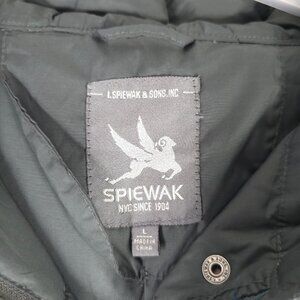 I. SPIEWAK & SONS, INC
SPIEWAK
NYC SINCE 1904
L
MADE IN
CHINA